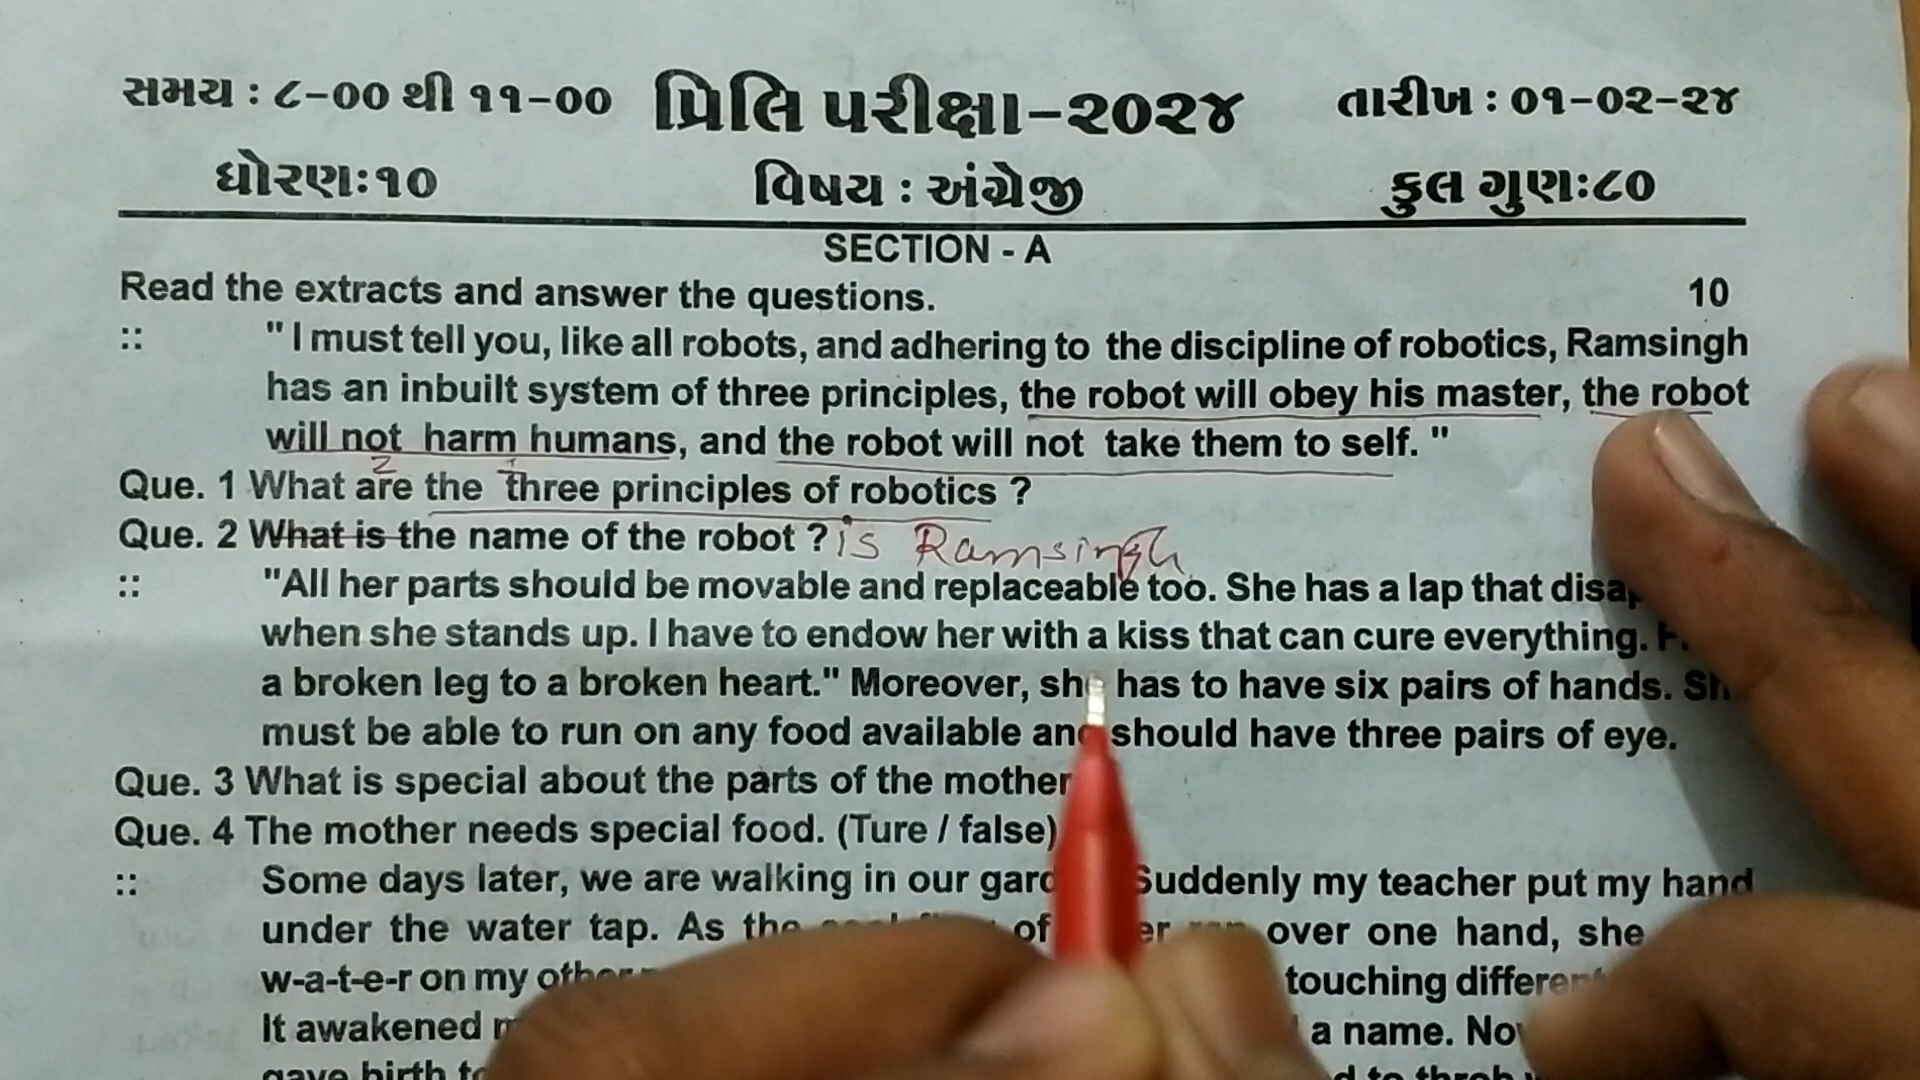 સમય : ૮-૦૦ થી ૧૧-૦૦ પ્રિલિ પરીક્ષા-૨૦૨૪ તારીખ : ૦૧-૦૨-૨૪
ધોરણઃ૧૦ વિષય : અંગ્રેજી કુલ ગુણઃ૮૦
SECTION - A
Read the extracts and answer the questions. 10
:: " I must tell you, like all robots, and adhering to the discipline of robotics, Ramsingh
has an inbuilt system of three principles, the robot will obey his master, the robot
will not harm humans, and the robot will not take them to self. "
2 1
Que. 1 What are the three principles of robotics ?
Que. 2 What is the name of the robot ? is Ramsingh
:: "All her parts should be movable and replaceable too. She has a lap that
when she stands up. I have to endow her with a kiss that can cure everything.
a broken leg to a broken heart." Moreover, she has to have six pairs of hands.
must be able to run on any food available and should have three pairs of eye.
Que. 3 What is special about the parts of the mother
Que. 4 The mother needs special food. (Ture / false)
:: Some days later, we are walking in our Suddenly my teacher put my hand
under the water tap. As the of over one hand, she
w-a-t-e-r on my touching
It awakened a name.